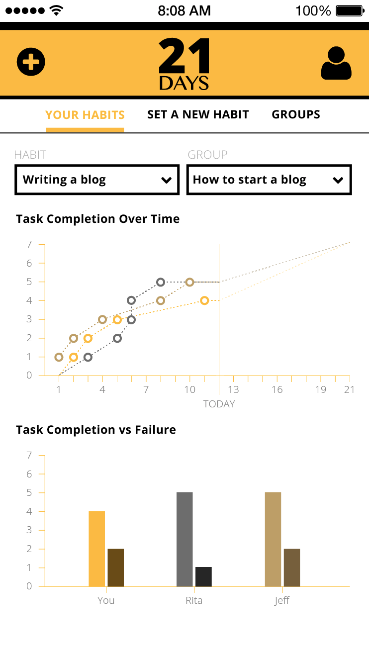 8:08 AM 100%
21
DAYS
YOUR HABITS SET A NEW HABIT GROUPS
HABIT GROUP
Writing a blog How to start a blog
Task Completion Over Time
7
6
5
4
3
2
1
0
1 4 7 10 13 16 19 21
TODAY
Task Completion vs Failure
7
6
5
4
3
2
1
0
You Rita Jeff